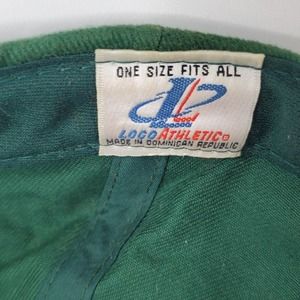 ONE SIZE FITS ALL
LOGO ATHLETIC®
MADE IN DOMINICAN REPUBLIC